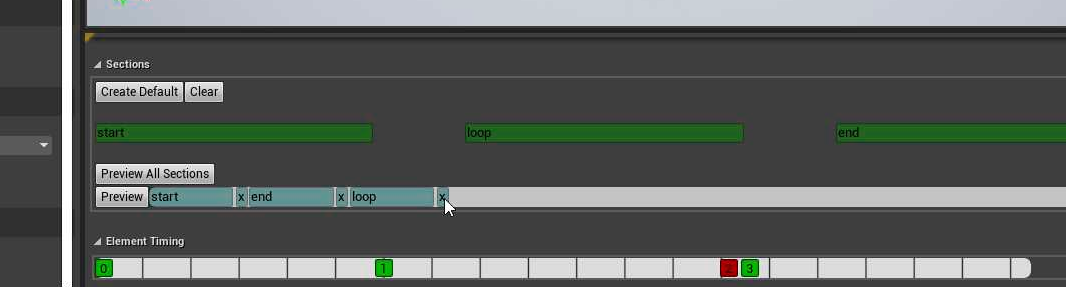 Sections
Create Default Clear
start loop end
Preview All Sections
Preview start x end x loop x
Element Timing
0 1 2 3